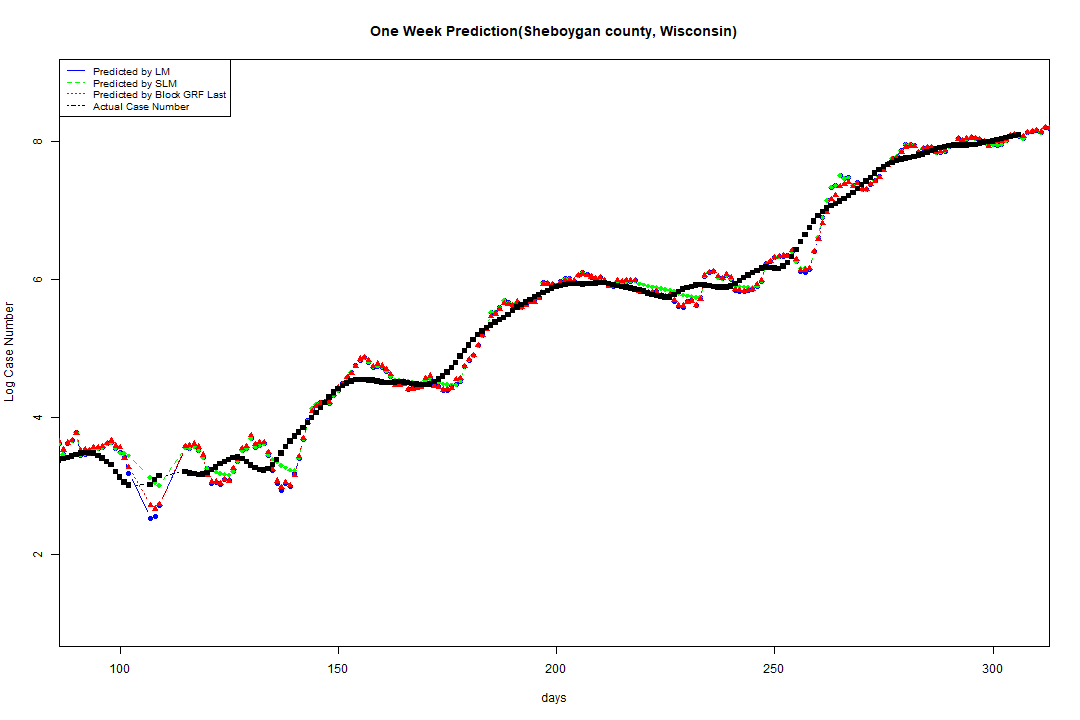 One Week Prediction(Sheboygan county, Wisconsin)
Predicted by LM
Predicted by SLM
Predicted by Block GRF Last
Actual Case Number
8
6
4
2
Log Case Number
100 150 200 250 300
days